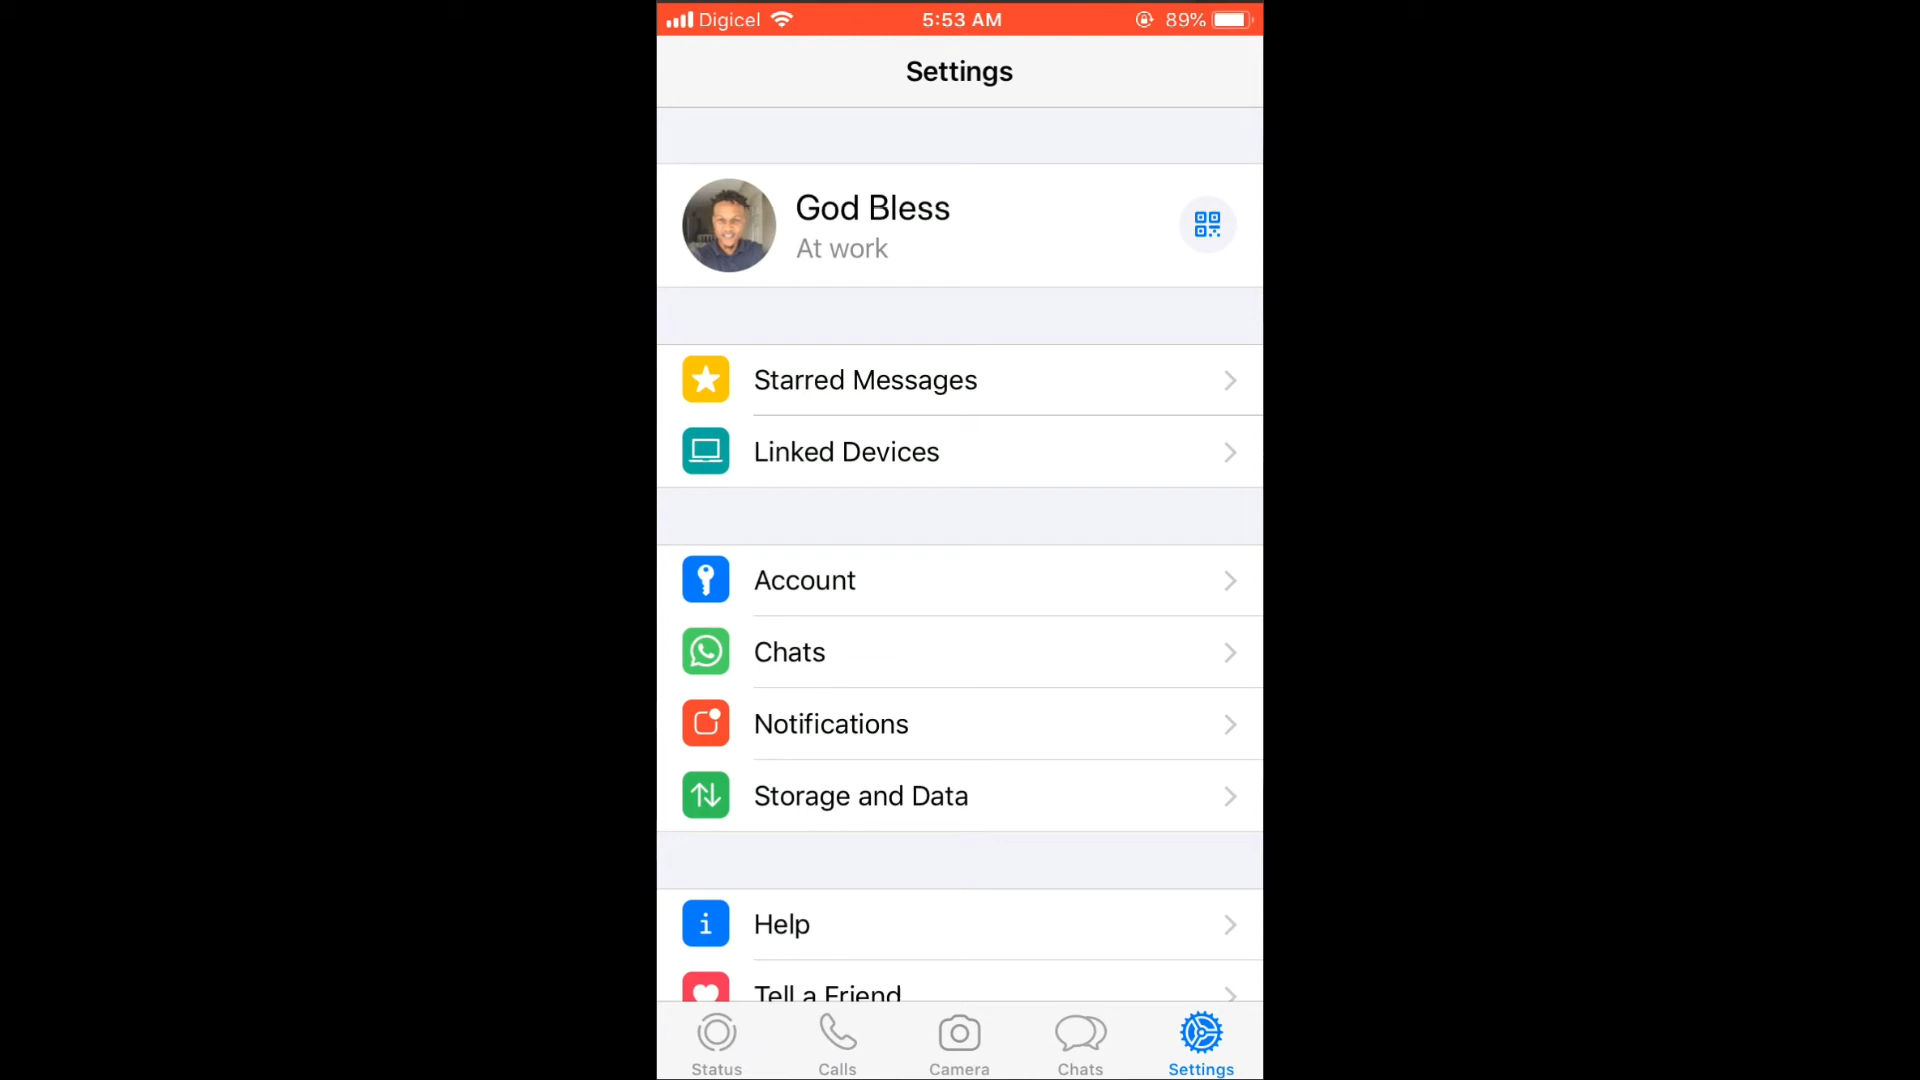 Digicel 5:53 AM 89%
Settings
God Bless
At work
Starred Messages
Linked Devices
Account
Chats
Notifications
Storage and Data
Help
Tell a Friend
Status Calls Camera Chats Settings